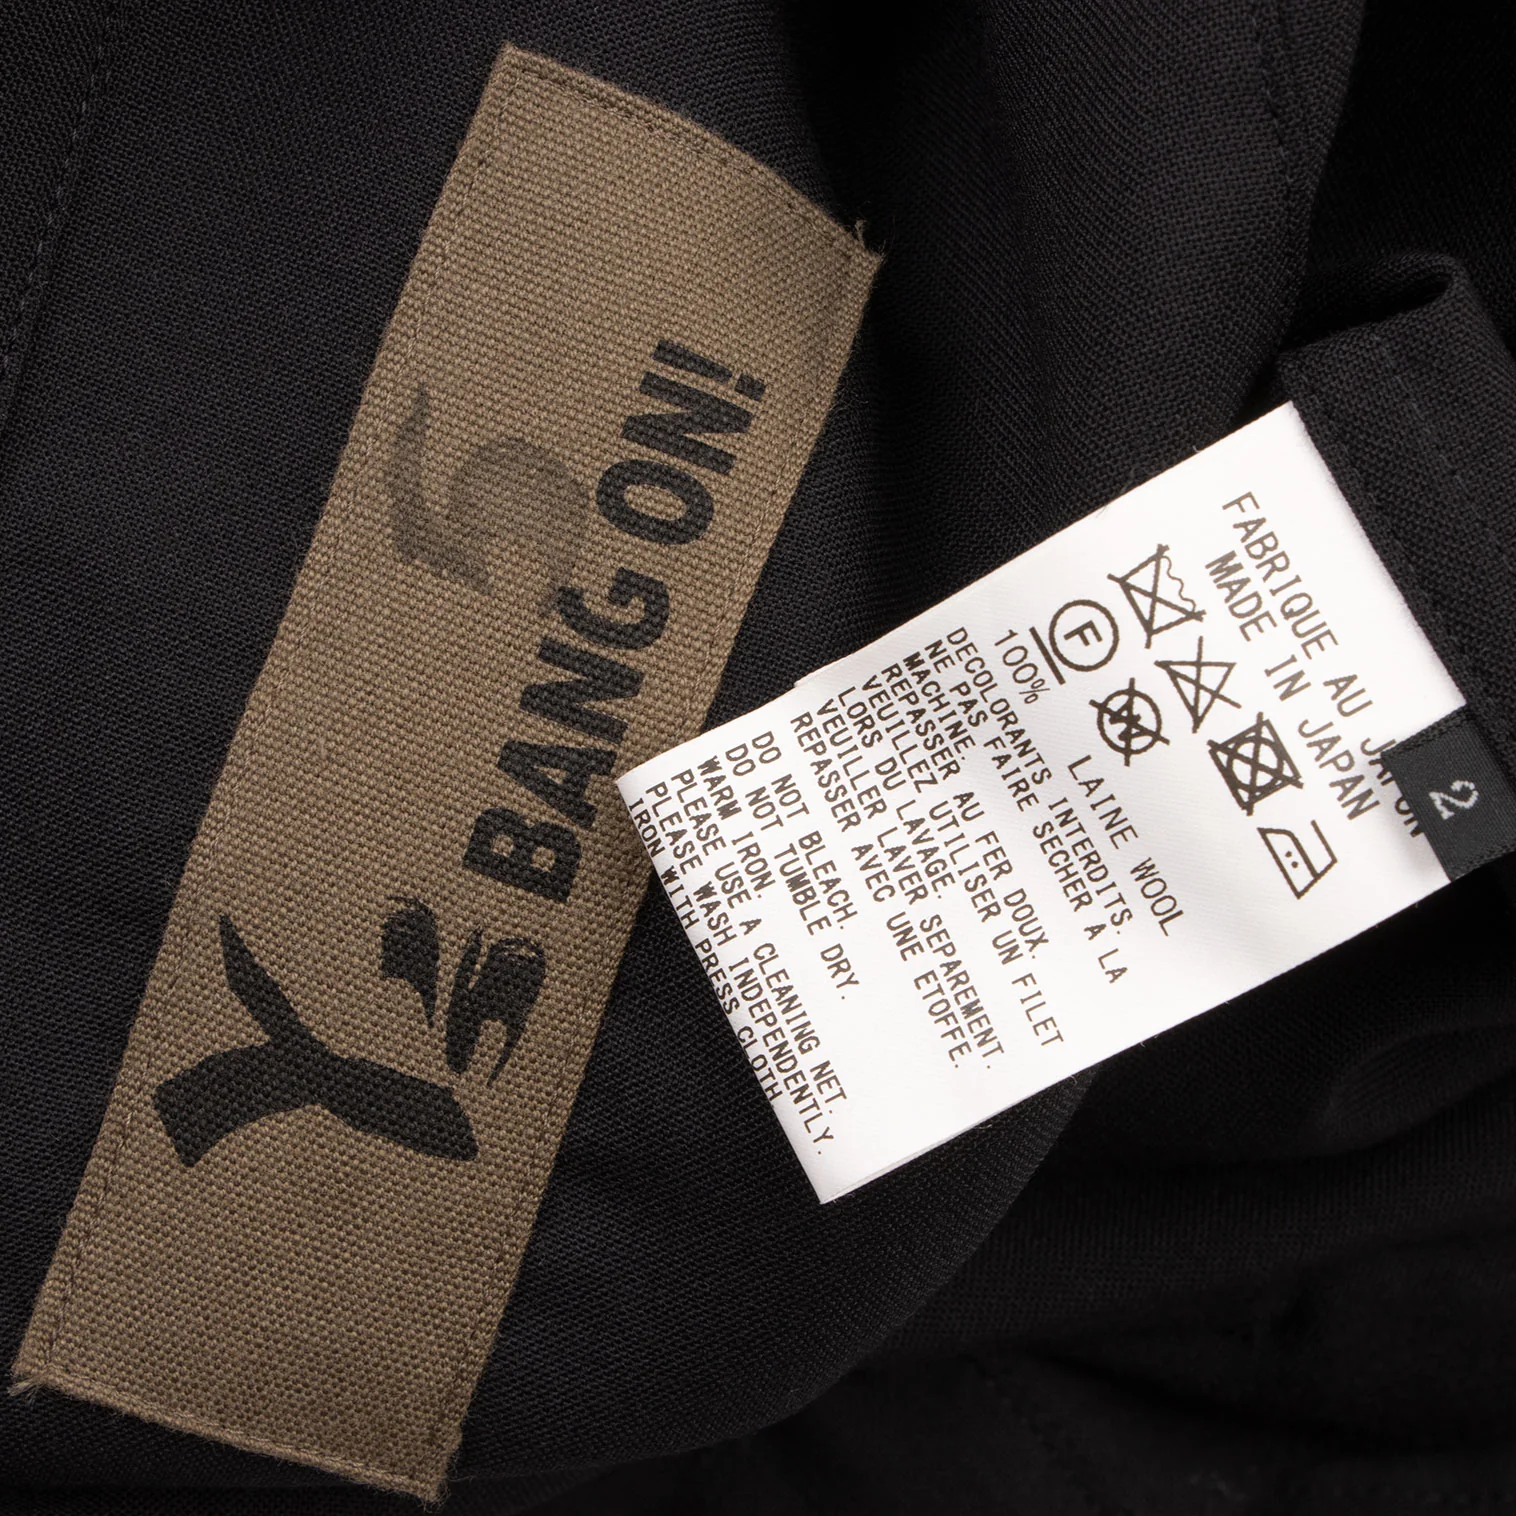 Y's BANG ON!
2
FABRIQUE AU JAPON
MADE IN JAPAN
F
W
100% LAINE WOOL
DECOLORANTS INTERDITS.
NE PAS FAIRE SECHER A LA
MACHINE.
REPASSER AU FER DOUX.
VEUILLEZ UTILISER UN FILET
LORS DU LAVAGE.
VEUILLER LAVER SEPAREMENT.
REPASSER AVEC UNE ETOFFE.
DO NOT BLEACH.
DO NOT TUMBLE DRY.
WARM IRON.
PLEASE USE A CLEANING NET.
PLEASE WASH INDEPENDENTLY.
IRON WITH PRESS CLOTH